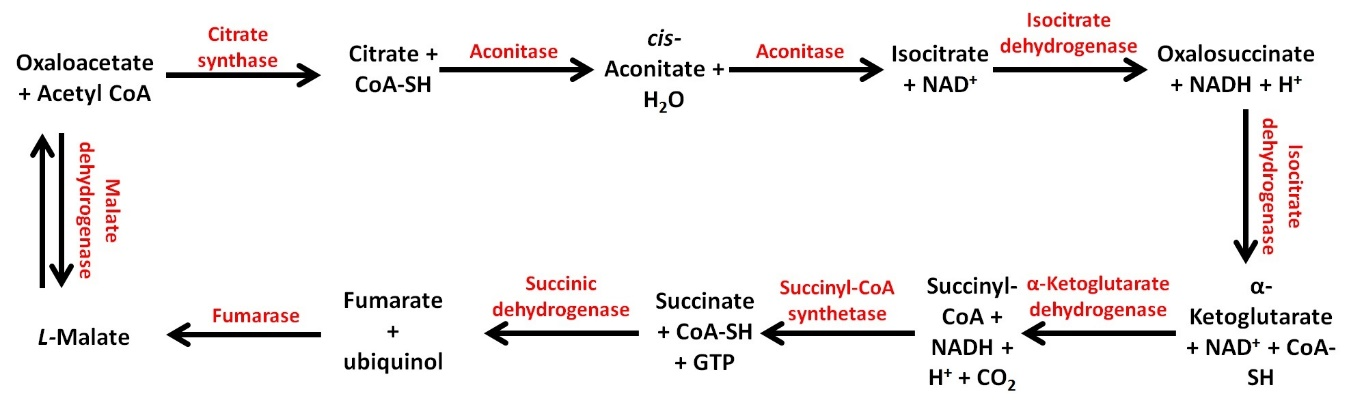 Oxaloacetate
+ Acetyl CoA
Citrate
synthase
Citrate +
CoA-SH
Aconitase
cis-
Aconitate +
H₂O
Aconitase
Isocitrate
+ NAD⁺
Isocitrate
dehydrogenase
Oxalosuccinate
+ NADH + H⁺
Isocitrate
dehydrogenase
α-
Ketoglutarate
+ NAD⁺ + CoA-
SH
α-Ketoglutarate
dehydrogenase
Succinyl-
CoA +
NADH +
H⁺ + CO₂
Succinyl-CoA
synthetase
Succinate
+ CoA-SH
+ GTP
Succinic
dehydrogenase
Fumarate
+
ubiquinol
Fumarase
L-Malate
Malate
dehydrogenase